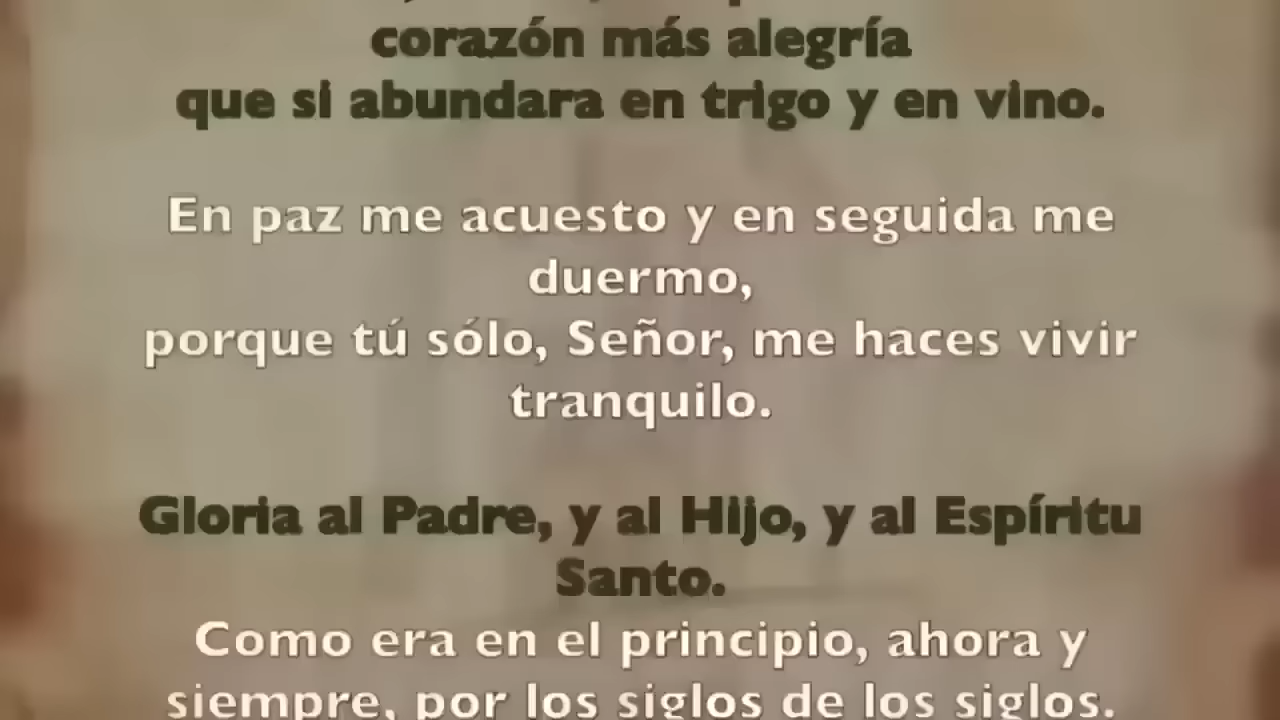 corazón más alegría
que si abundara en trigo y en vino.
En paz me acuesto y en seguida me
duermo,
porque tú sólo, Señor, me haces vivir
tranquilo.
Gloria al Padre, y al Hijo, y al Espíritu
Santo.
Como era en el principio, ahora y
siempre, por los siglos de los siglos.